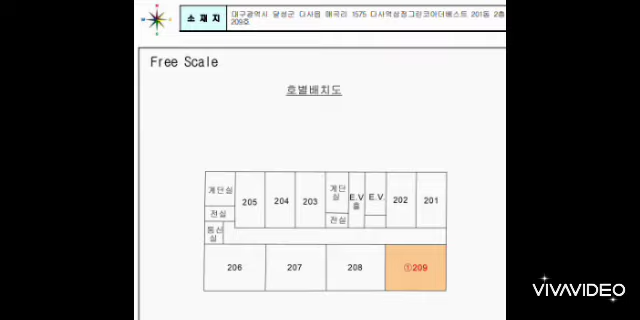 소 재 지
대구광역시 달성군 다사읍 매곡리 1575 다사역삼정그린코아더베스트 201동 2층
209호
Free Scale
호별배치도
계단실
205
204
203
계단
실
E.V
홀
E.V.
202
201
전실
전실
통신
실
206
207
208
①209
VIVAVIDEO